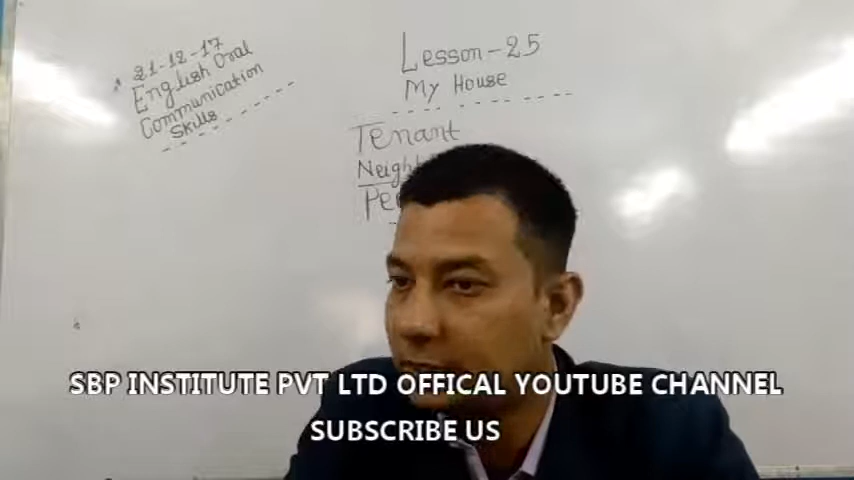 21-12-17
English Oral
Communication
Skills
Lesson-25
My House
Tenant
SBP INSTITUTE PVT LTD OFFICAL YOUTUBE CHANNEL
SUBSCRIBE US